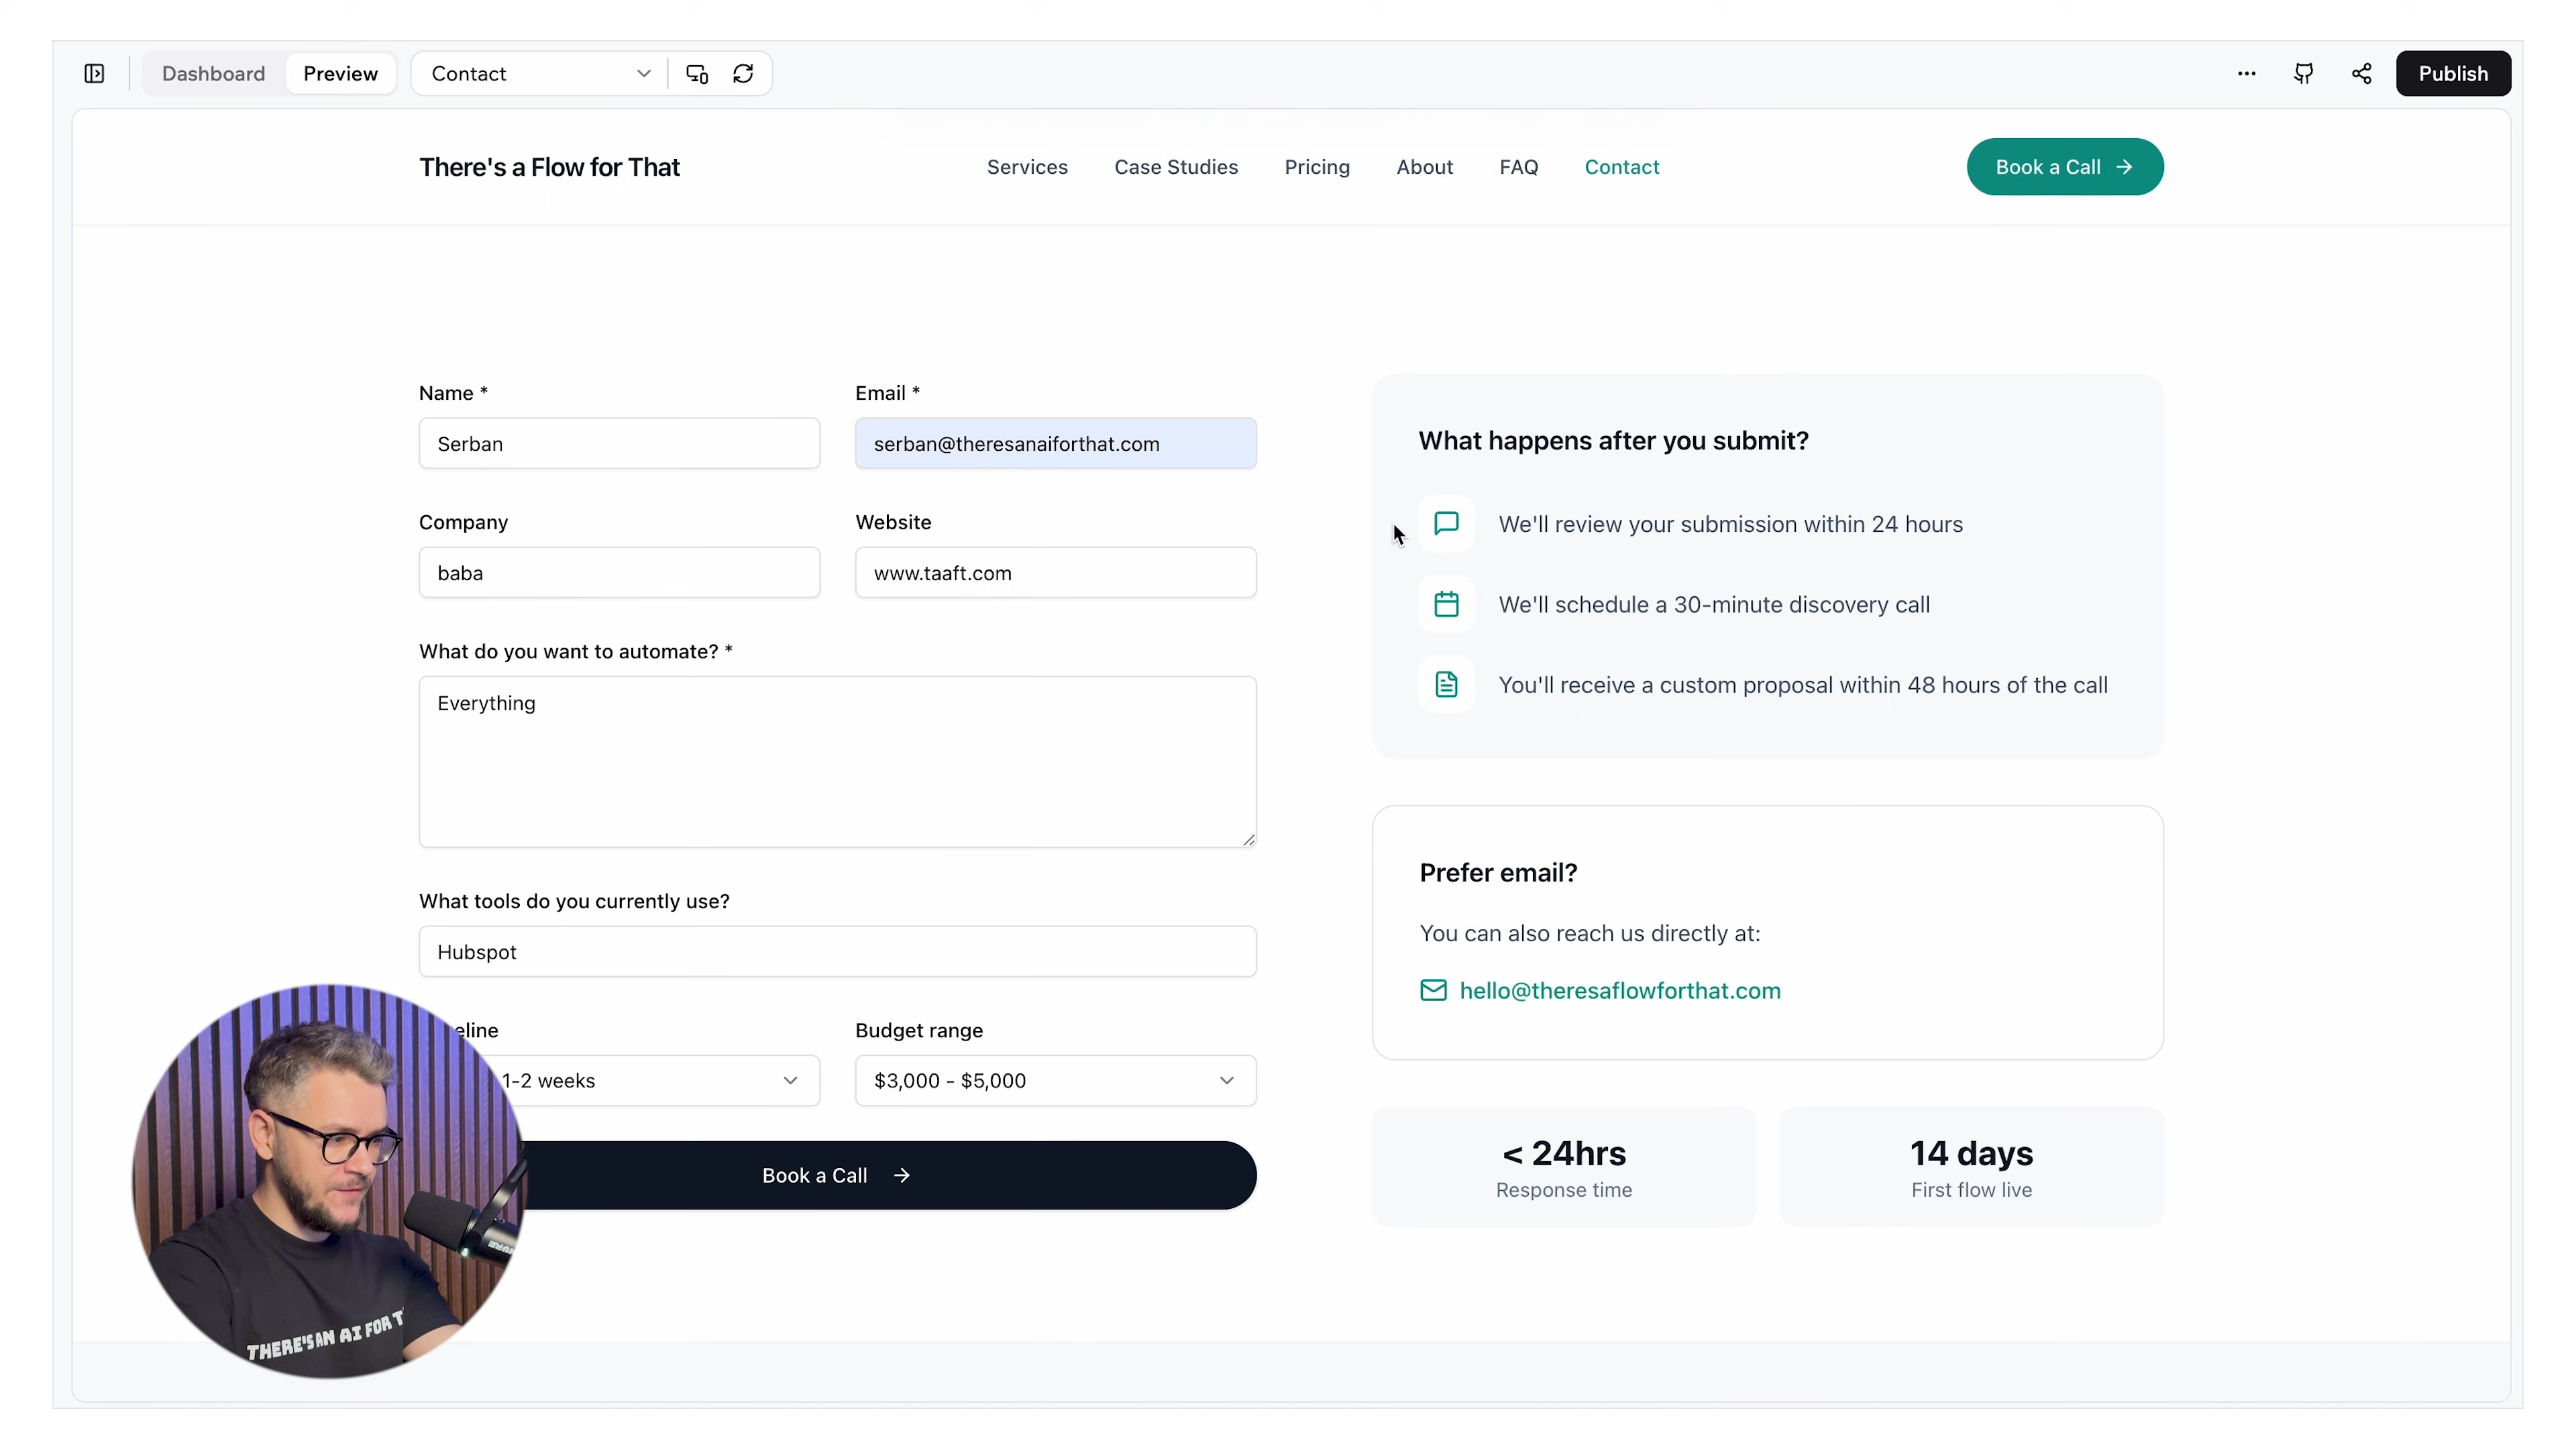 Dashboard
Preview
Contact
Publish
There's a Flow for That
Services
Case Studies
Pricing
About
FAQ
Contact
Book a Call
Name *
Email *
Serban
serban@theresanaiforthat.com
Company
Website
baba
www.taaft.com
What do you want to automate? *
Everything
What tools do you currently use?
Hubspot
eline
Budget range
1-2 weeks
$3,000 - $5,000
Book a Call
What happens after you submit?
We'll review your submission within 24 hours
We'll schedule a 30-minute discovery call
You'll receive a custom proposal within 48 hours of the call
Prefer email?
You can also reach us directly at:
hello@theresaflowforthat.com
< 24hrs
Response time
14 days
First flow live
THERE'S AN AI FOR T